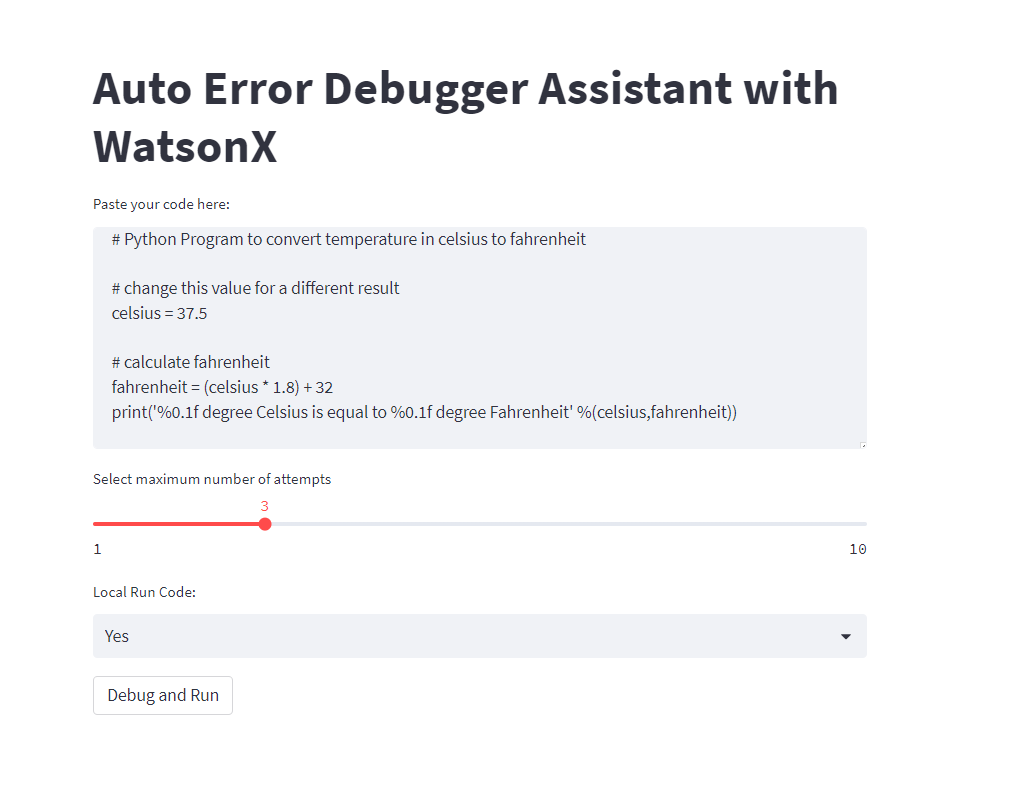 Auto Error Debugger Assistant with
WatsonX
Paste your code here:
# Python Program to convert temperature in celsius to fahrenheit
# change this value for a different result
celsius = 37.5
# calculate fahrenheit
fahrenheit = (celsius * 1.8) + 32
print('%0.1f degree Celsius is equal to %0.1f degree Fahrenheit' %(celsius,fahrenheit))
Select maximum number of attempts
3
1 10
Local Run Code:
Yes
Debug and Run